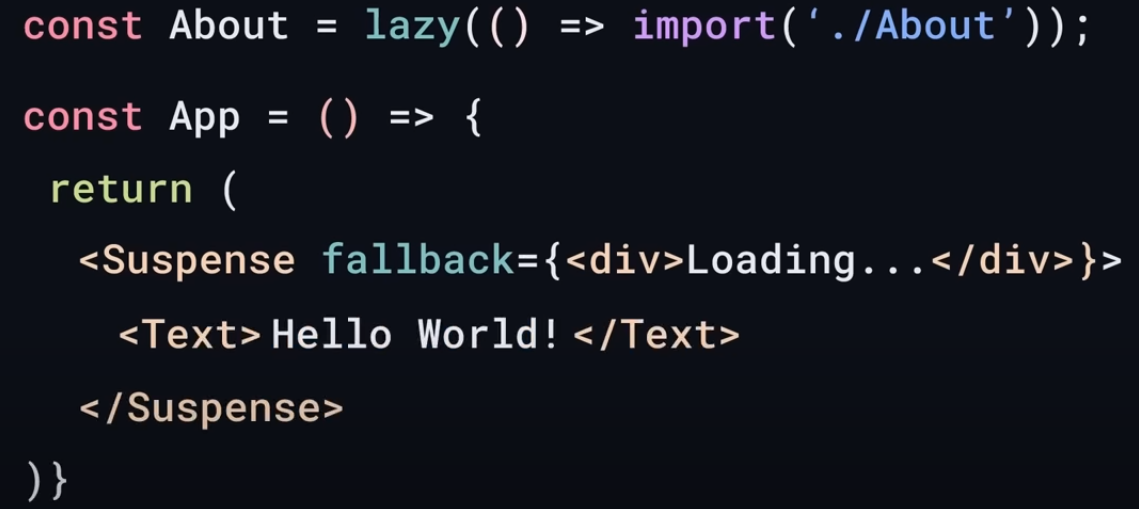 const About = lazy(() => import(‘./About’));
const App = () => {
return (
<Suspense fallback={<div>Loading...</div>}>
<Text>Hello World!</Text>
</Suspense>
)}